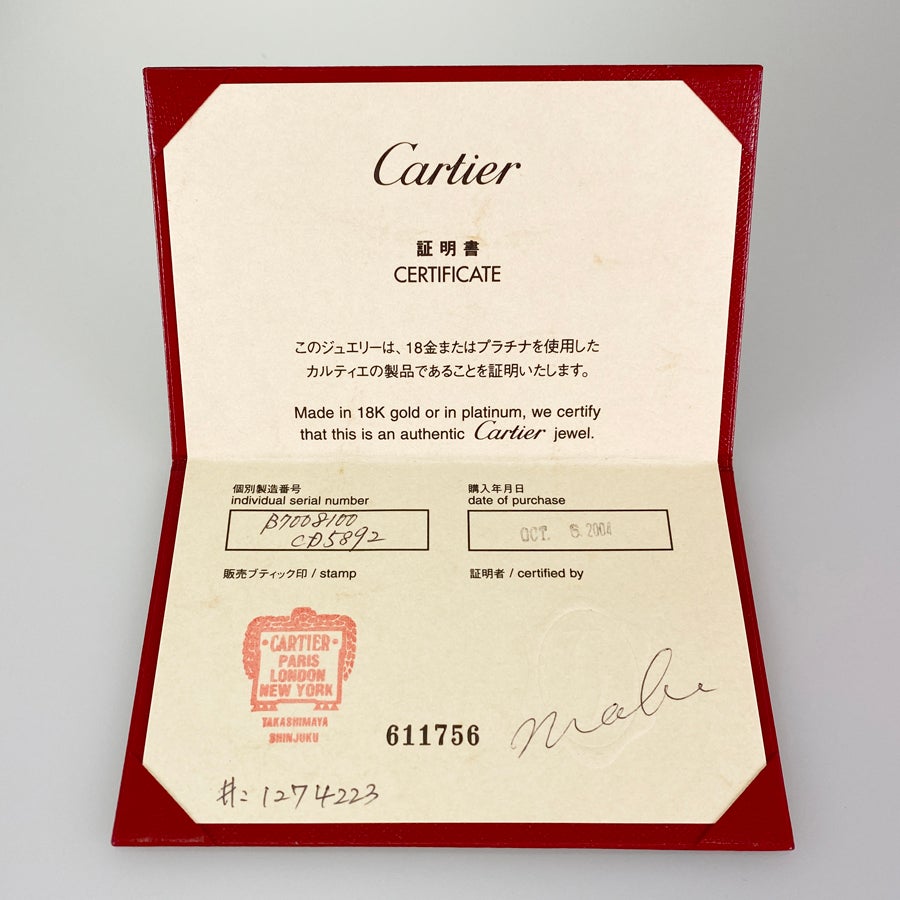 Cartier
証明書
CERTIFICATE
このジュエリーは、18金またはプラチナを使用した
カルティエの製品であることを証明いたします。
Made in 18K gold or in platinum, we certify
that this is an authentic Cartier jewel.
個別製造番号
individual serial number
B7008100
CD5892
購入年月日
date of purchase
OCT. 6. 2004
販売ブティック印 / stamp
証明者 / certified by
CARTIER
PARIS
LONDON
NEW YORK
TAKASHIMAYA
SHINJUKU
611756
#: 1274223